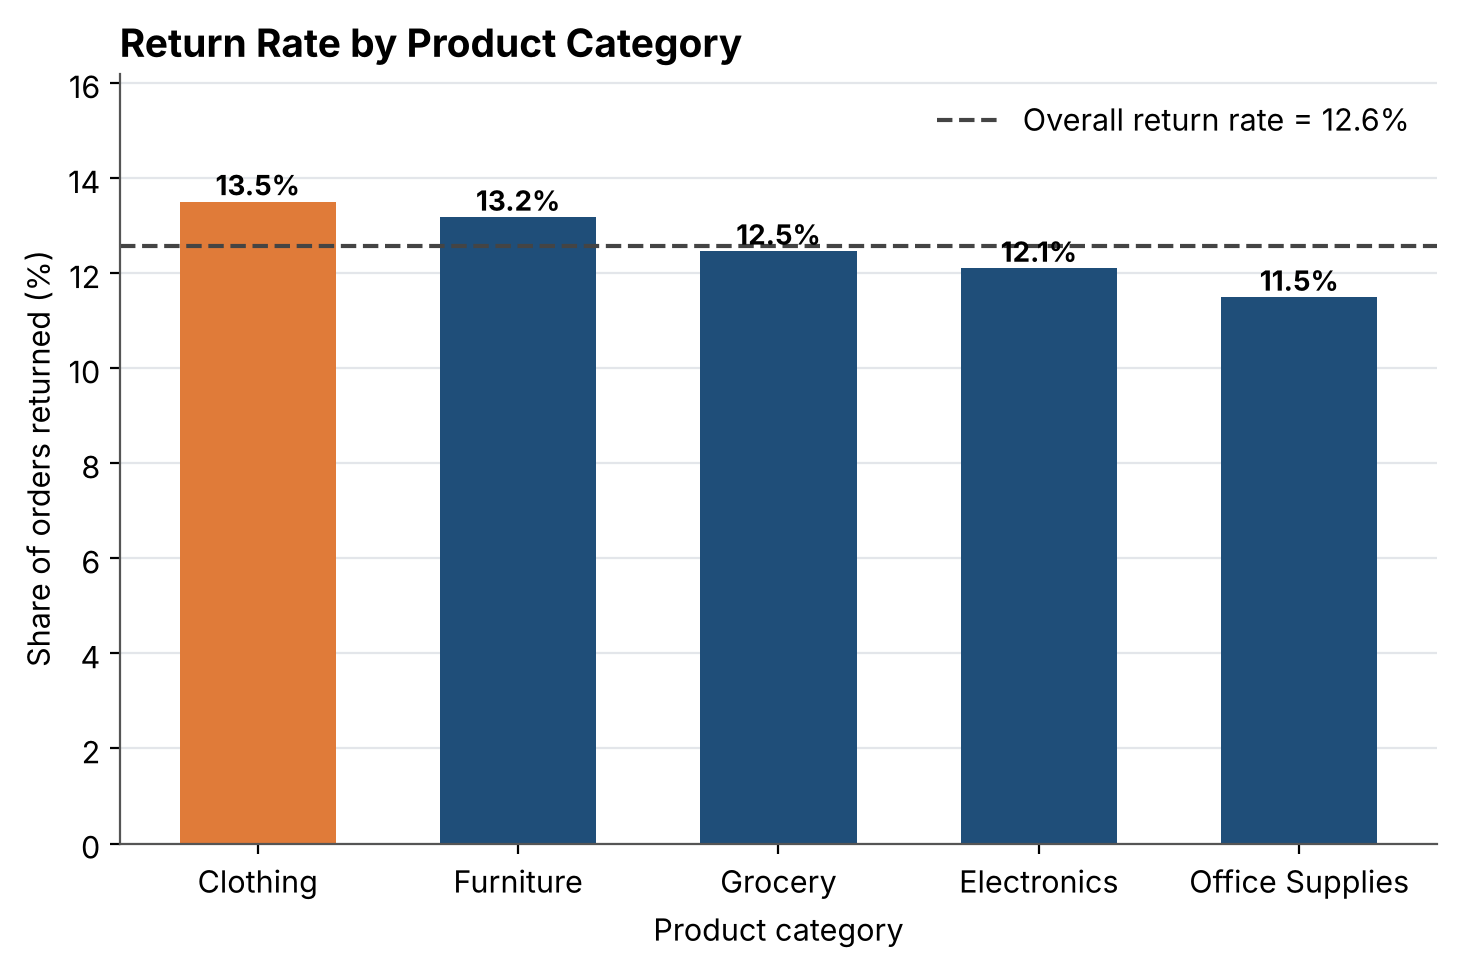 Return Rate by Product Category
Overall return rate = 12.6%
Share of orders returned (%)
16
14
12
10
8
6
4
2
0
13.5%
13.2%
12.5%
12.1%
11.5%
Clothing
Furniture
Grocery
Electronics
Office Supplies
Product category